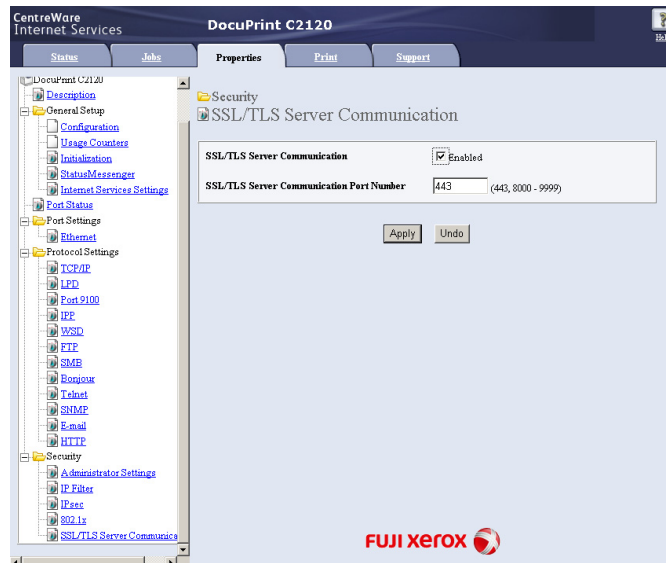 CentreWare
Internet Services
DocuPrint C2120
Help
Status
Jobs
Properties
Print
Support
DocuPrint C2120
Description
General Setup
Configuration
Usage Counters
Initialization
StatusMessenger
Internet Services Settings
Port Status
Port Settings
Ethernet
Protocol Settings
TCP/IP
LPD
Port 9100
IPP
WSD
FTP
SMB
Bonjour
Telnet
SNMP
E-mail
HTTP
Security
Administrator Settings
IP Filter
IPsec
802.1x
SSL/TLS Server Communica
Security
SSL/TLS Server Communication
SSL/TLS Server Communication
Enabled
SSL/TLS Server Communication Port Number
443
(443, 8000 - 9999)
Apply
Undo
FUJI xerox